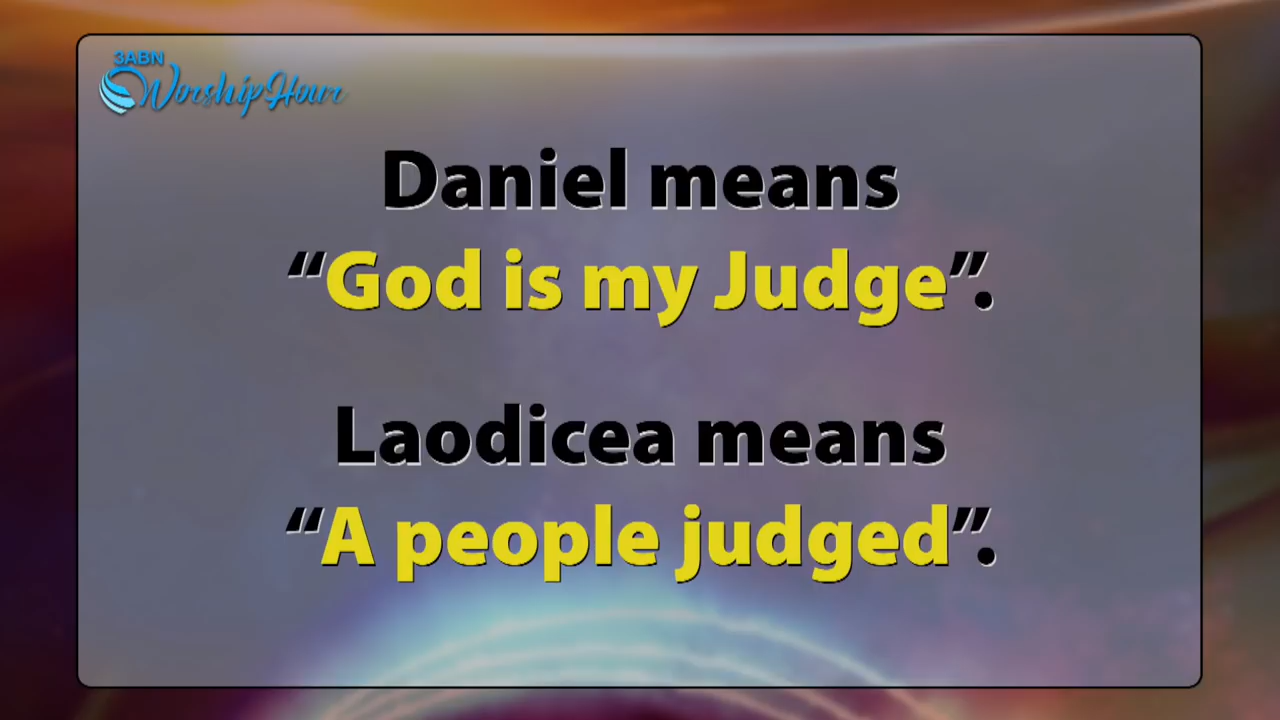 3ABN
Worship Hour
Daniel means
“God is my Judge”.
Laodicea means
“A people judged”.